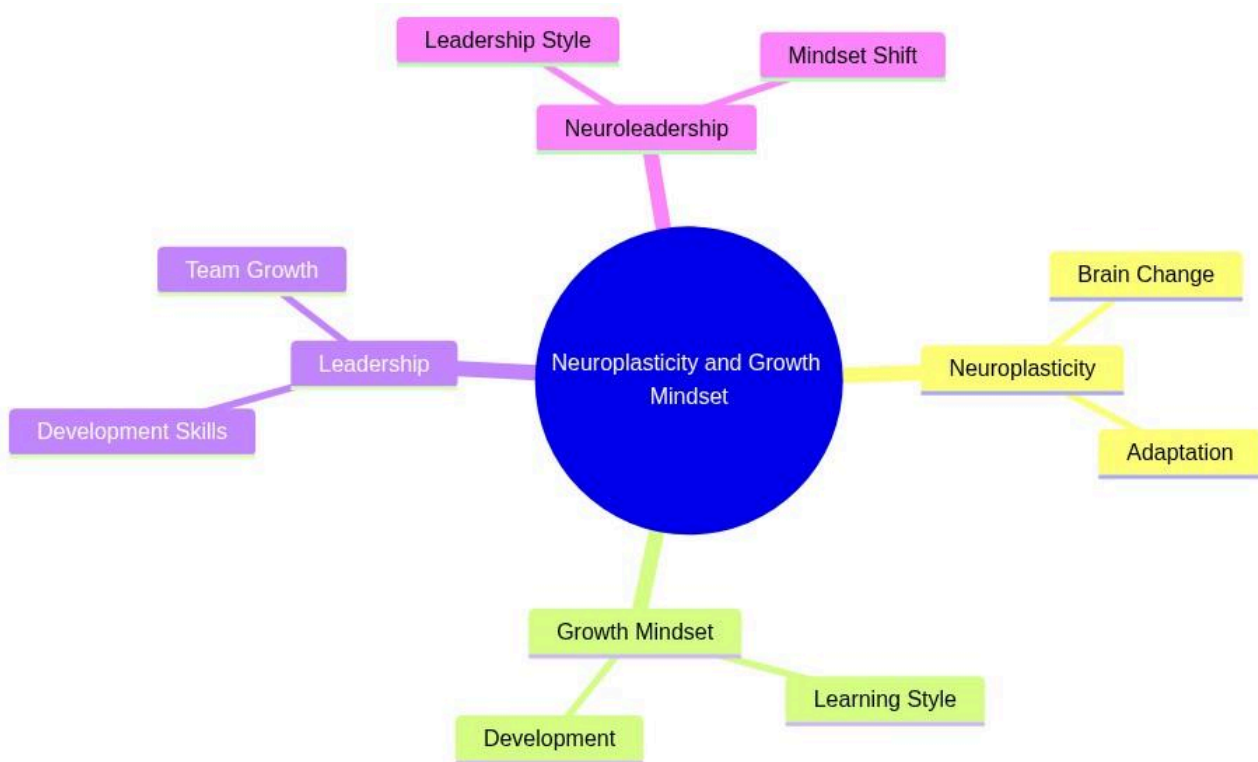 Leadership Style
Mindset Shift
Neuroleadership
Team Growth
Brain Change
Leadership
Neuroplasticity and Growth
Mindset
Neuroplasticity
Development Skills
Adaptation
Growth Mindset
Learning Style
Development